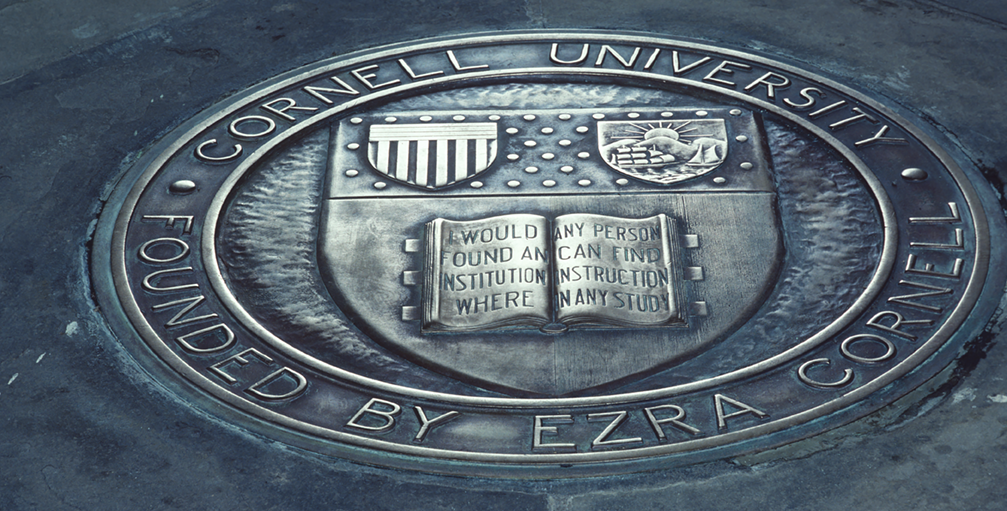 CORNELL UNIVERSITY
FOUNDED BY EZRA CORNELL
I WOULD
FOUND AN
INSTITUTION
WHERE
ANY PERSON
CAN FIND
INSTRUCTION
IN ANY STUDY